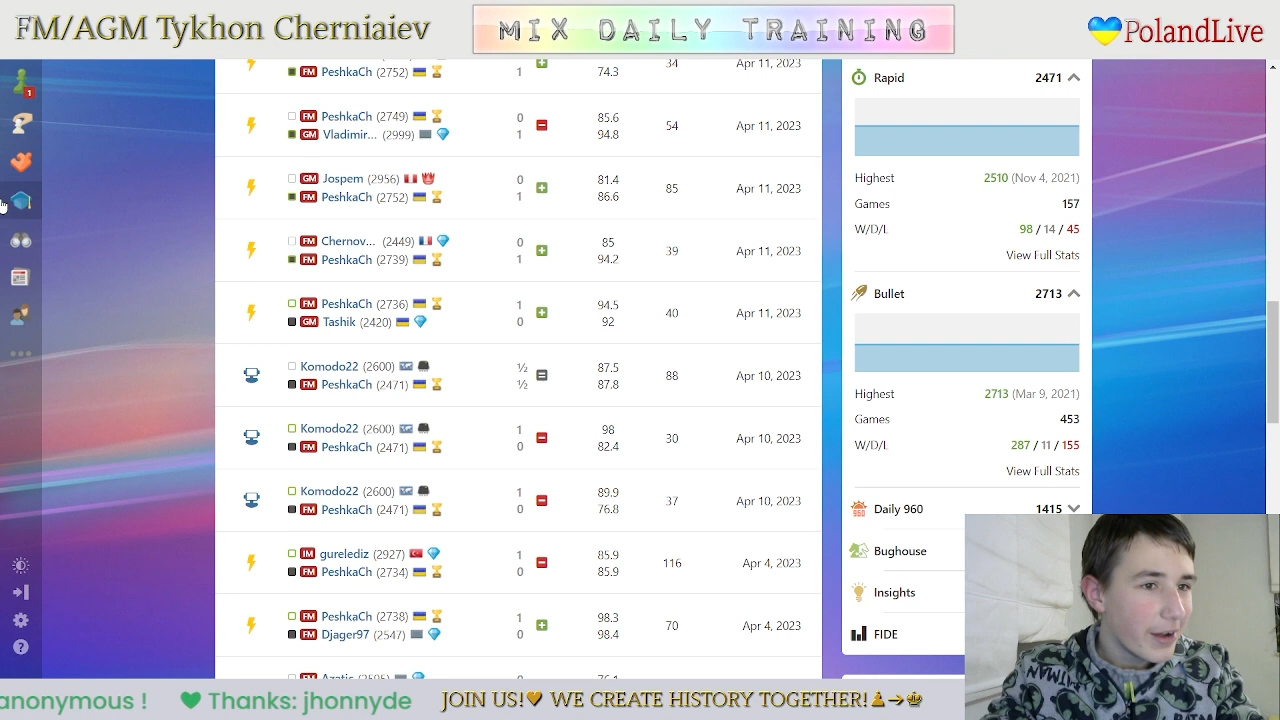 FM/AGM Tykhon Cherniaiev
MIX DAILY TRAINING
PolandLive
1
FM PeshkaCh (2752) 1 74.3 34 Apr 11, 2023
FM PeshkaCh (2749) 0 85.6
GM Vladimir... (2999) 1 94.8 54 Apr 11, 2023
GM Jospem (2956) 0 81.4
FM PeshkaCh (2752) 1 86.6 85 Apr 11, 2023
FM Chernov... (2449) 0 85
FM PeshkaCh (2739) 1 94.2 39 Apr 11, 2023
FM PeshkaCh (2736) 1 94.5
GM Tashik (2420) 0 92 40 Apr 11, 2023
Komodo22 (2600) ½ 87.5
FM PeshkaCh (2471) ½ 87.8 88 Apr 10, 2023
Komodo22 (2600) 1 98
FM PeshkaCh (2471) 0 82.4 30 Apr 10, 2023
Komodo22 (2600) 1 89.9
FM PeshkaCh (2471) 0 76.8 37 Apr 10, 2023
IM gurelediz (2927) 1 85.9
FM PeshkaCh (2734) 0 85.9 116 Apr 4, 2023
FM PeshkaCh (2738) 1 98.3
FM Djager97 (2547) 0 98.4 70 Apr 4, 2023
Rapid 2471
Highest 2510 (Nov 4, 2021)
Games 157
W/D/L 98 / 14 / 45
View Full Stats
Bullet 2713
Highest 2713 (Mar 9, 2021)
Games 453
W/D/L 287 / 11 / 155
View Full Stats
960
Daily 960 1415
Bughouse
Insights
FIDE
BATMAN
anonymous ! Thanks: jhonnyde JOIN US! WE CREATE HISTORY TOGETHER!